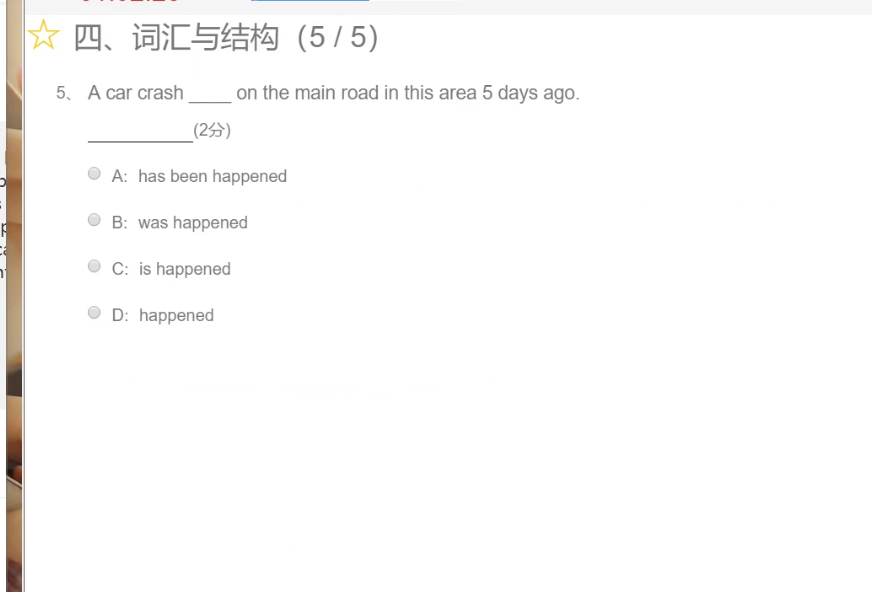 四、词汇与结构（5 / 5）
5、 A car crash ____ on the main road in this area 5 days ago.
___________(2分)
A: has been happened
B: was happened
C: is happened
D: happened